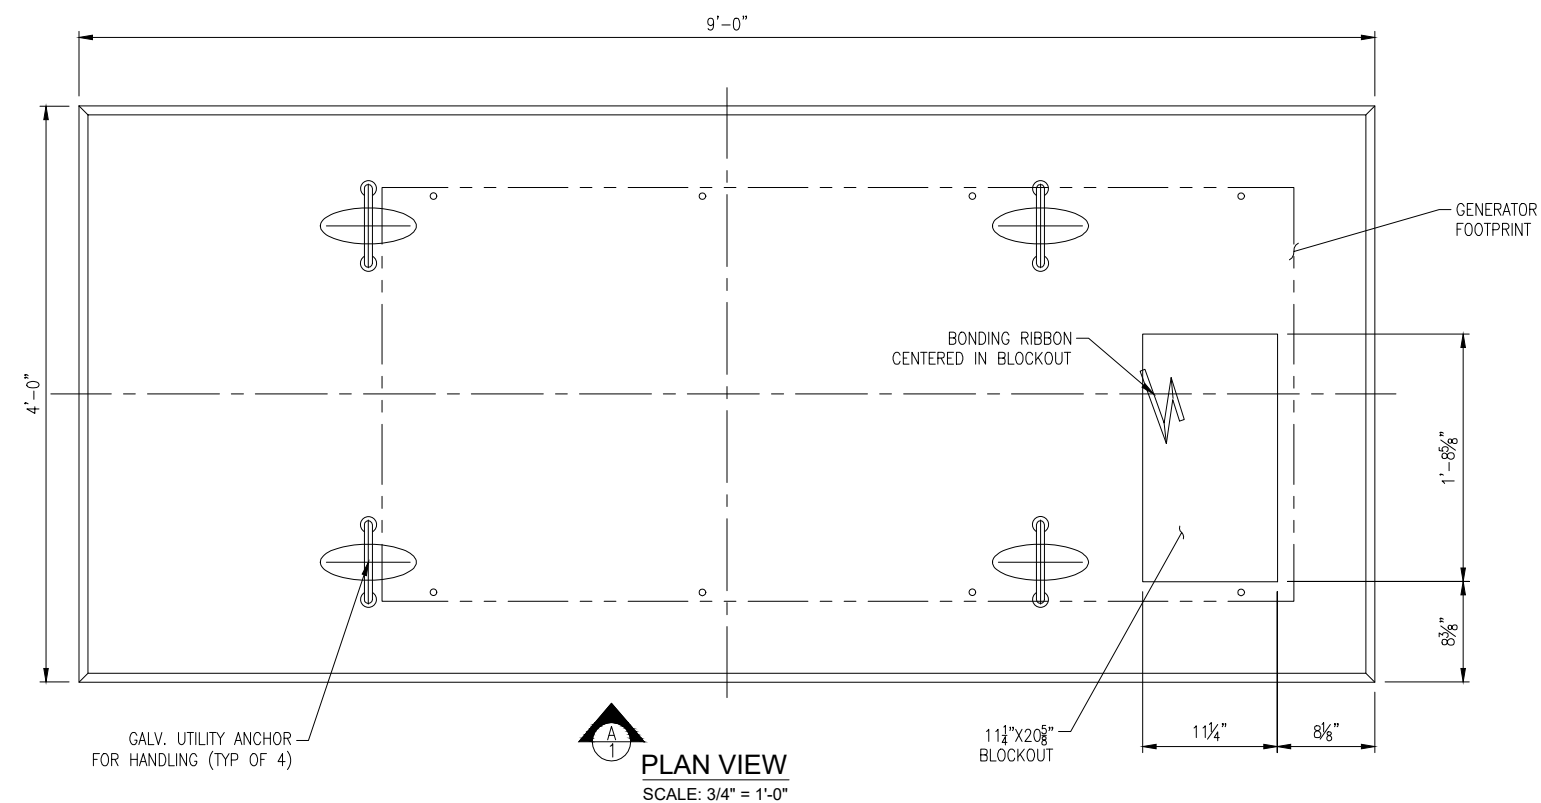 9'-0"
GENERATOR
FOOTPRINT
BONDING RIBBON
CENTERED IN BLOCKOUT
4'-0"
1'-8⅝"
8⅜"
GALV. UTILITY ANCHOR
FOR HANDLING (TYP OF 4)
A
1
11¼"X20⅝"
BLOCKOUT
11¼"
8⅛"
PLAN VIEW
SCALE: 3/4" = 1'-0"